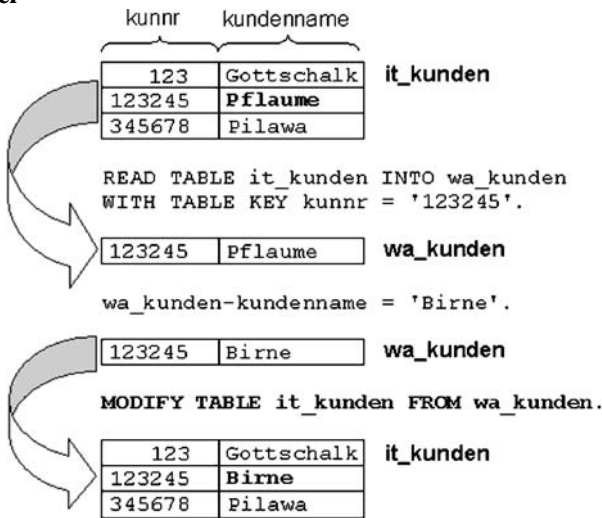 er
kunnr kundenname
123 Gottschalk it_kunden
123245 Pflaume
345678 Pilawa
READ TABLE it_kunden INTO wa_kunden
WITH TABLE KEY kunnr = '123245'.
123245 Pflaume wa_kunden
wa_kunden-kundenname = 'Birne'.
123245 Birne wa_kunden
MODIFY TABLE it_kunden FROM wa_kunden.
123 Gottschalk it_kunden
123245 Birne
345678 Pilawa